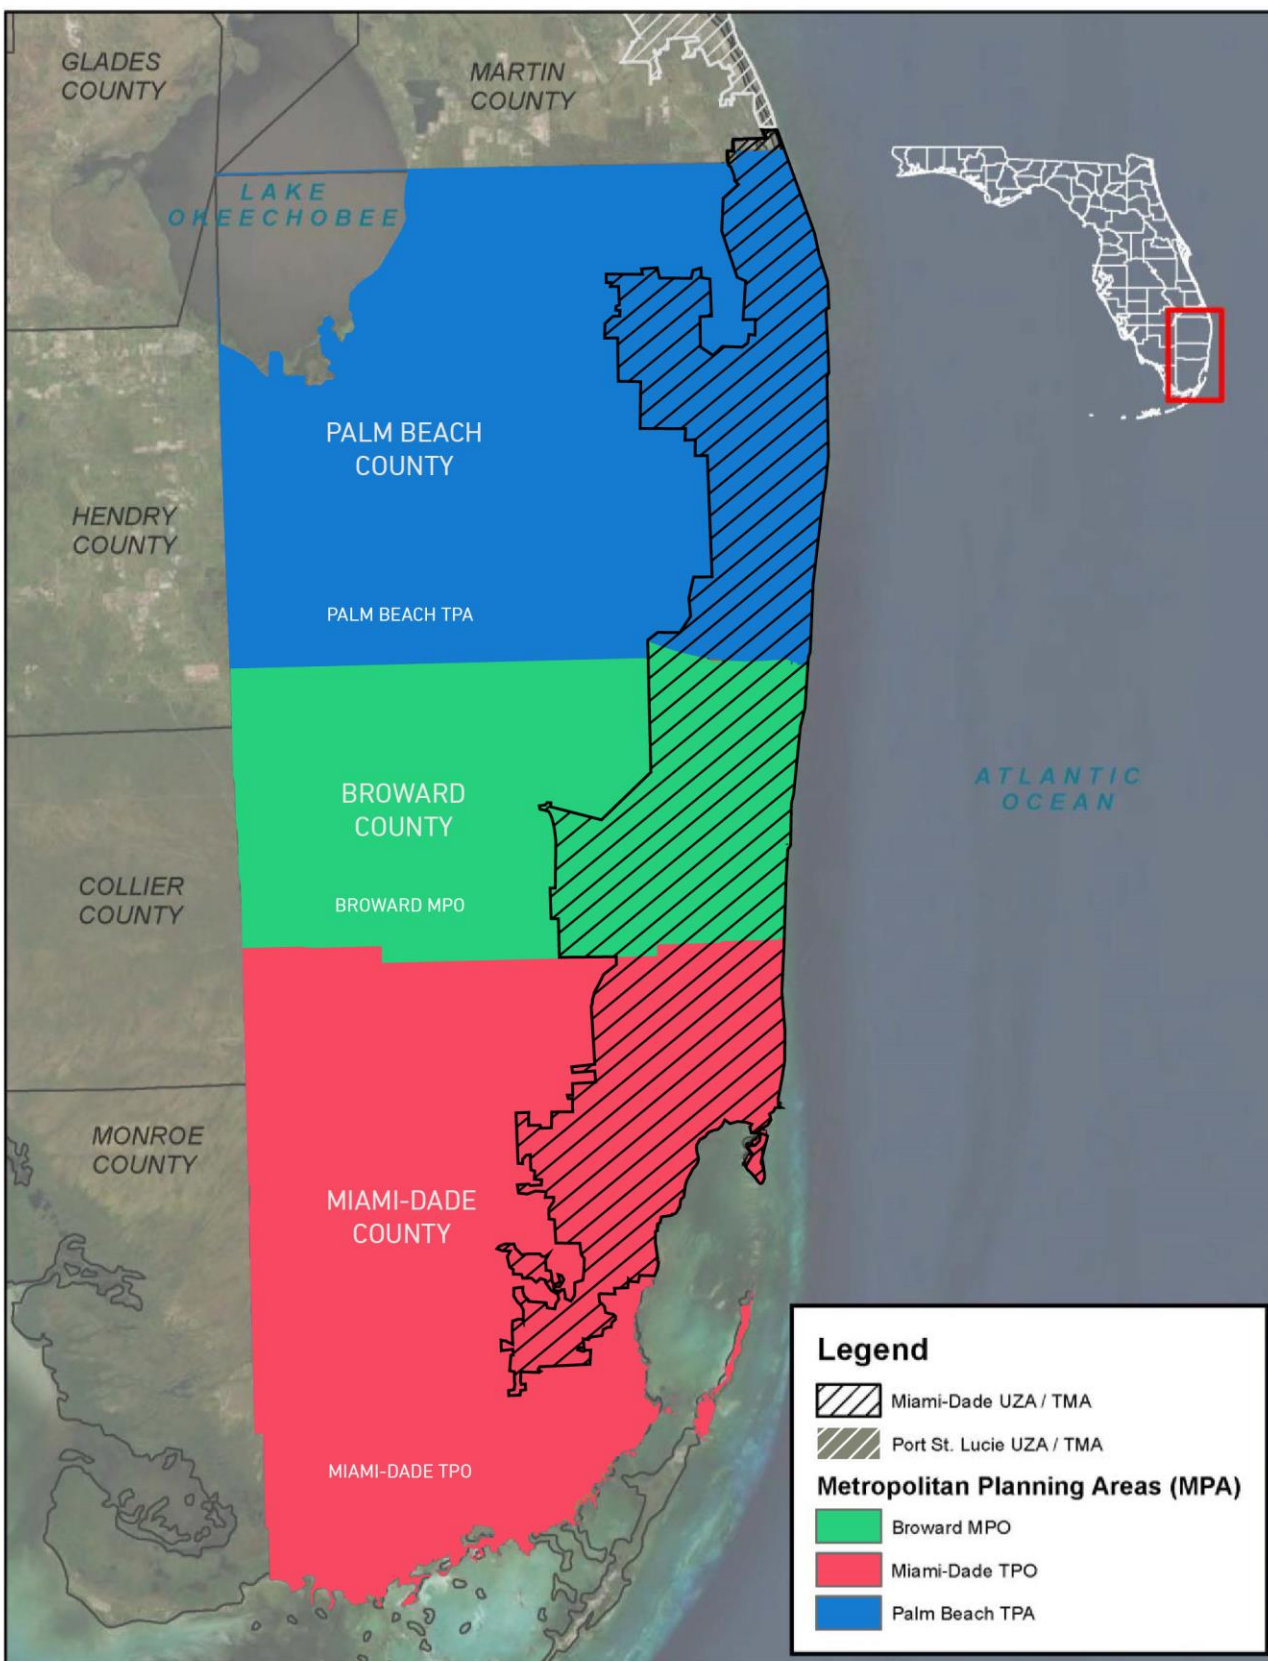 GLADES
COUNTY
MARTIN
COUNTY
LAKE
OKEECHOBEE
PALM BEACH
COUNTY
HENDRY
COUNTY
PALM BEACH TPA
ATLANTIC
OCEAN
BROWARD
COUNTY
COLLIER
COUNTY
BROWARD MPO
MONROE
COUNTY
MIAMI-DADE
COUNTY
MIAMI-DADE TPO
Legend
Miami-Dade UZA / TMA
Port St. Lucie UZA / TMA
Metropolitan Planning Areas (MPA)
Broward MPO
Miami-Dade TPO
Palm Beach TPA